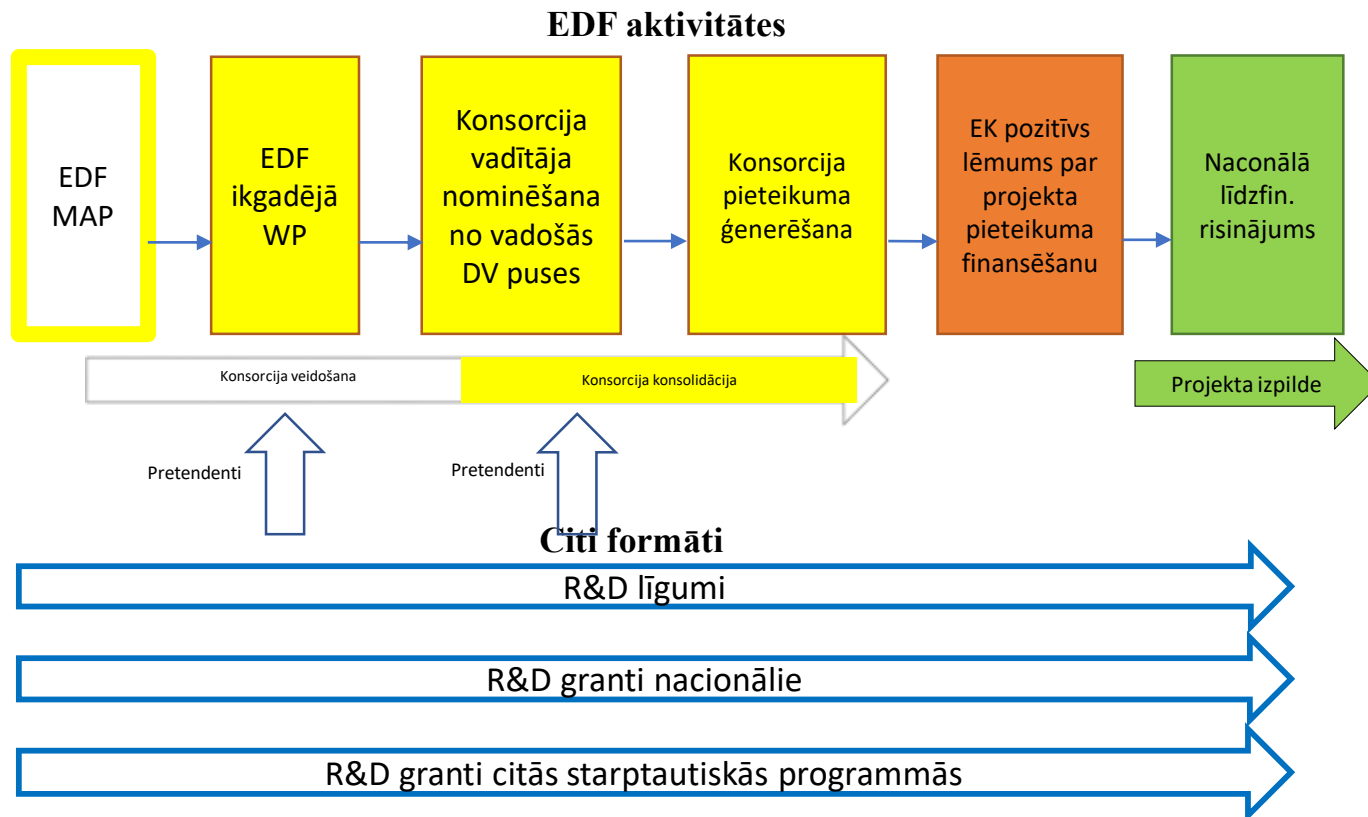 EDF aktivitātes
EDF
MAP
EDF
ikgadējā
WP
Konsorcija
vadītāja
nominēšana
no vadošās
DV puses
Konsorcija
pieteikuma
ģenerēšana
EK pozitīvs
lēmums par
projekta
pieteikuma
finansēšanu
Naconālā
līdzfin.
risinājums
Konsorcija veidošana
Konsorcija konsolidācija
Projekta izpilde
Pretendenti
Pretendenti
Citi formāti
R&D līgumi
R&D granti nacionālie
R&D granti citās starptautiskās programmās